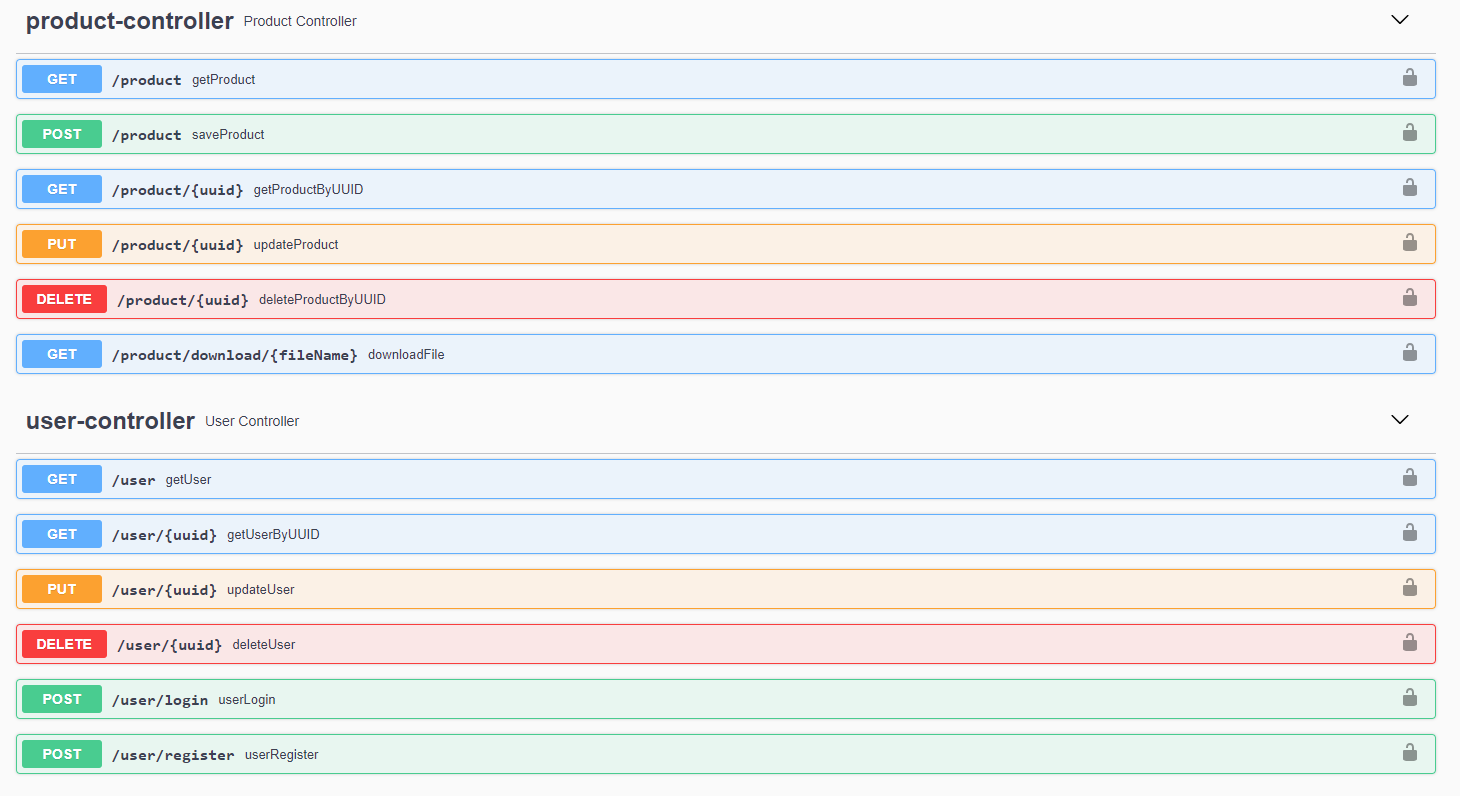 product-controller Product Controller
GET /product getProduct
POST /product saveProduct
GET /product/{uuid} getProductByUUID
PUT /product/{uuid} updateProduct
DELETE /product/{uuid} deleteProductByUUID
GET /product/download/{fileName} downloadFile
user-controller User Controller
GET /user getUser
GET /user/{uuid} getUserByUUID
PUT /user/{uuid} updateUser
DELETE /user/{uuid} deleteUser
POST /user/login userLogin
POST /user/register userRegister